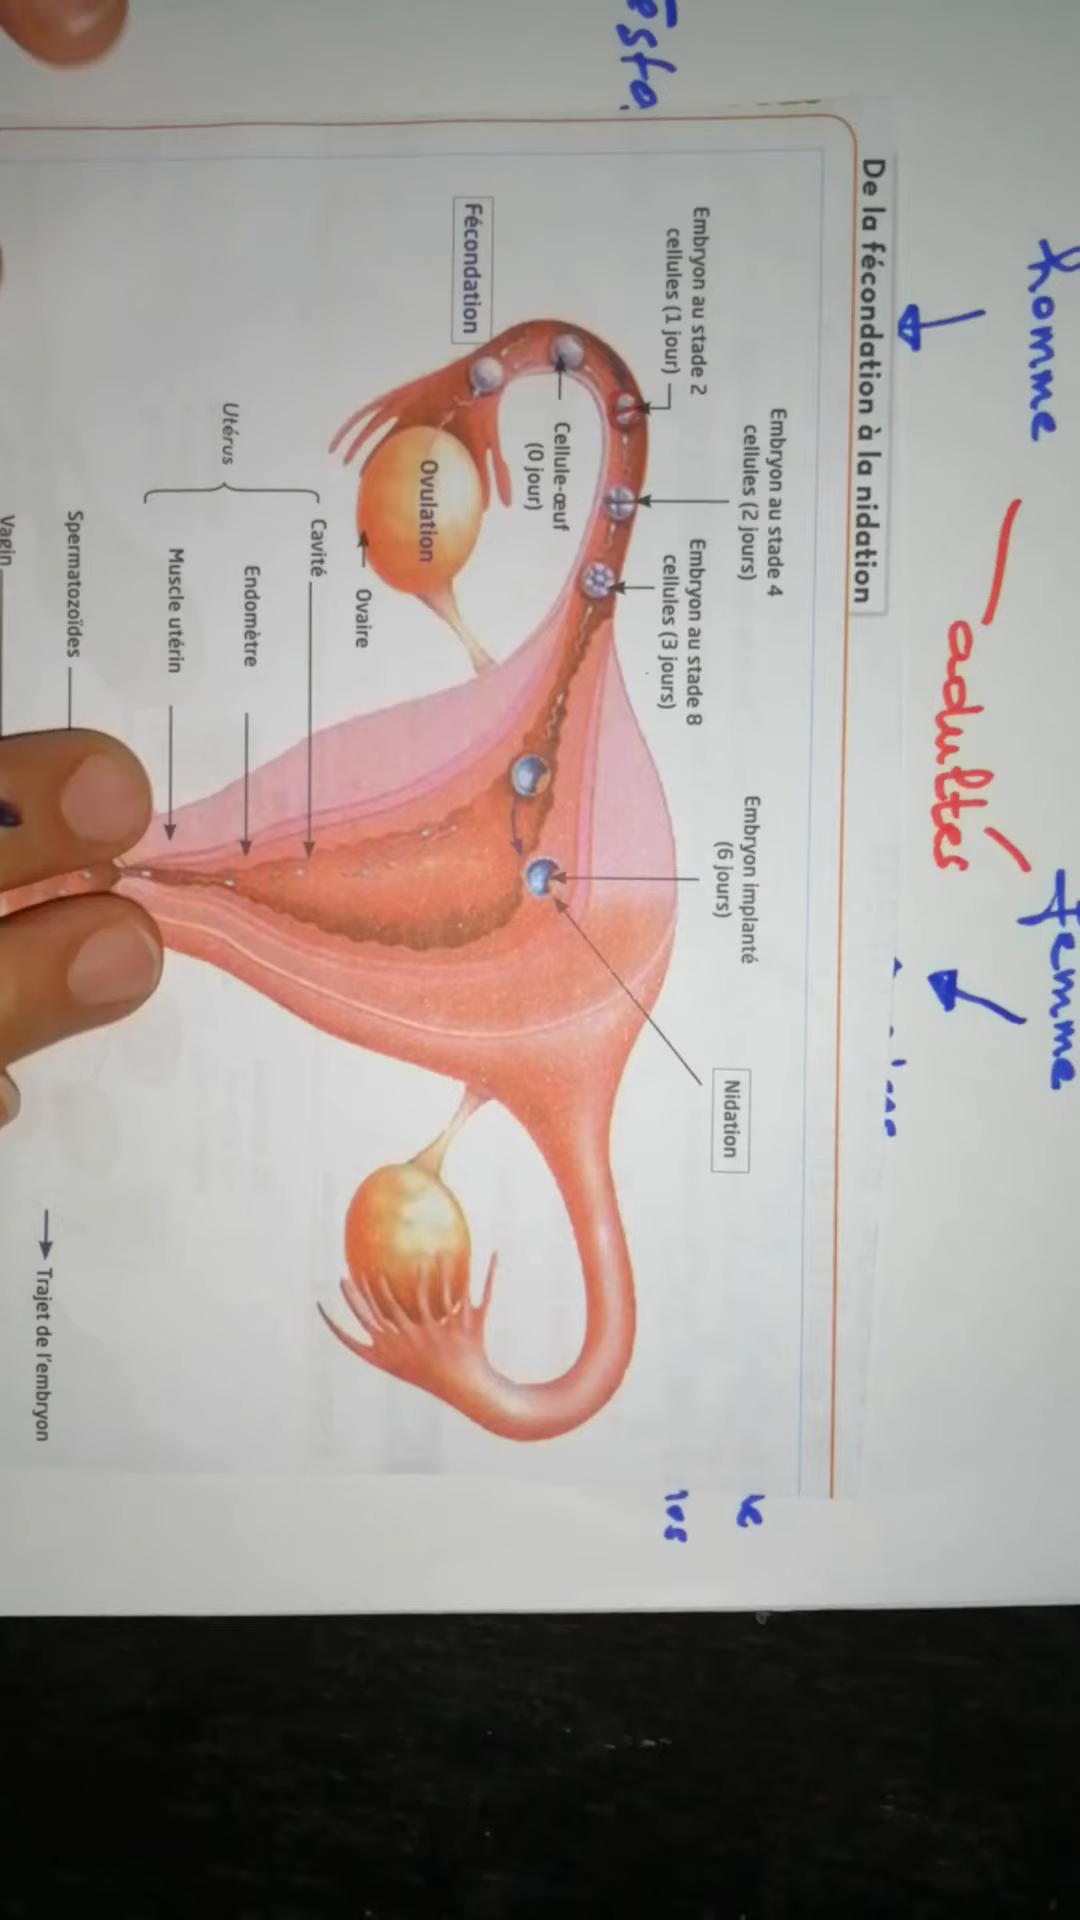 homme
adultes
femme
De la fécondation à la nidation
Embryon au stade 4
cellules (2 jours)
Embryon implanté
(6 jours)
Nidation
Embryon au stade 2
cellules (1 jour)
Embryon au stade 8
cellules (3 jours)
Cellule-œuf
(0 jour)
Fécondation
Ovulation
Ovaire
Cavité
Utérus
Endomètre
Muscle utérin
Spermatozoïdes
Vagin
Trajet de l'embryon